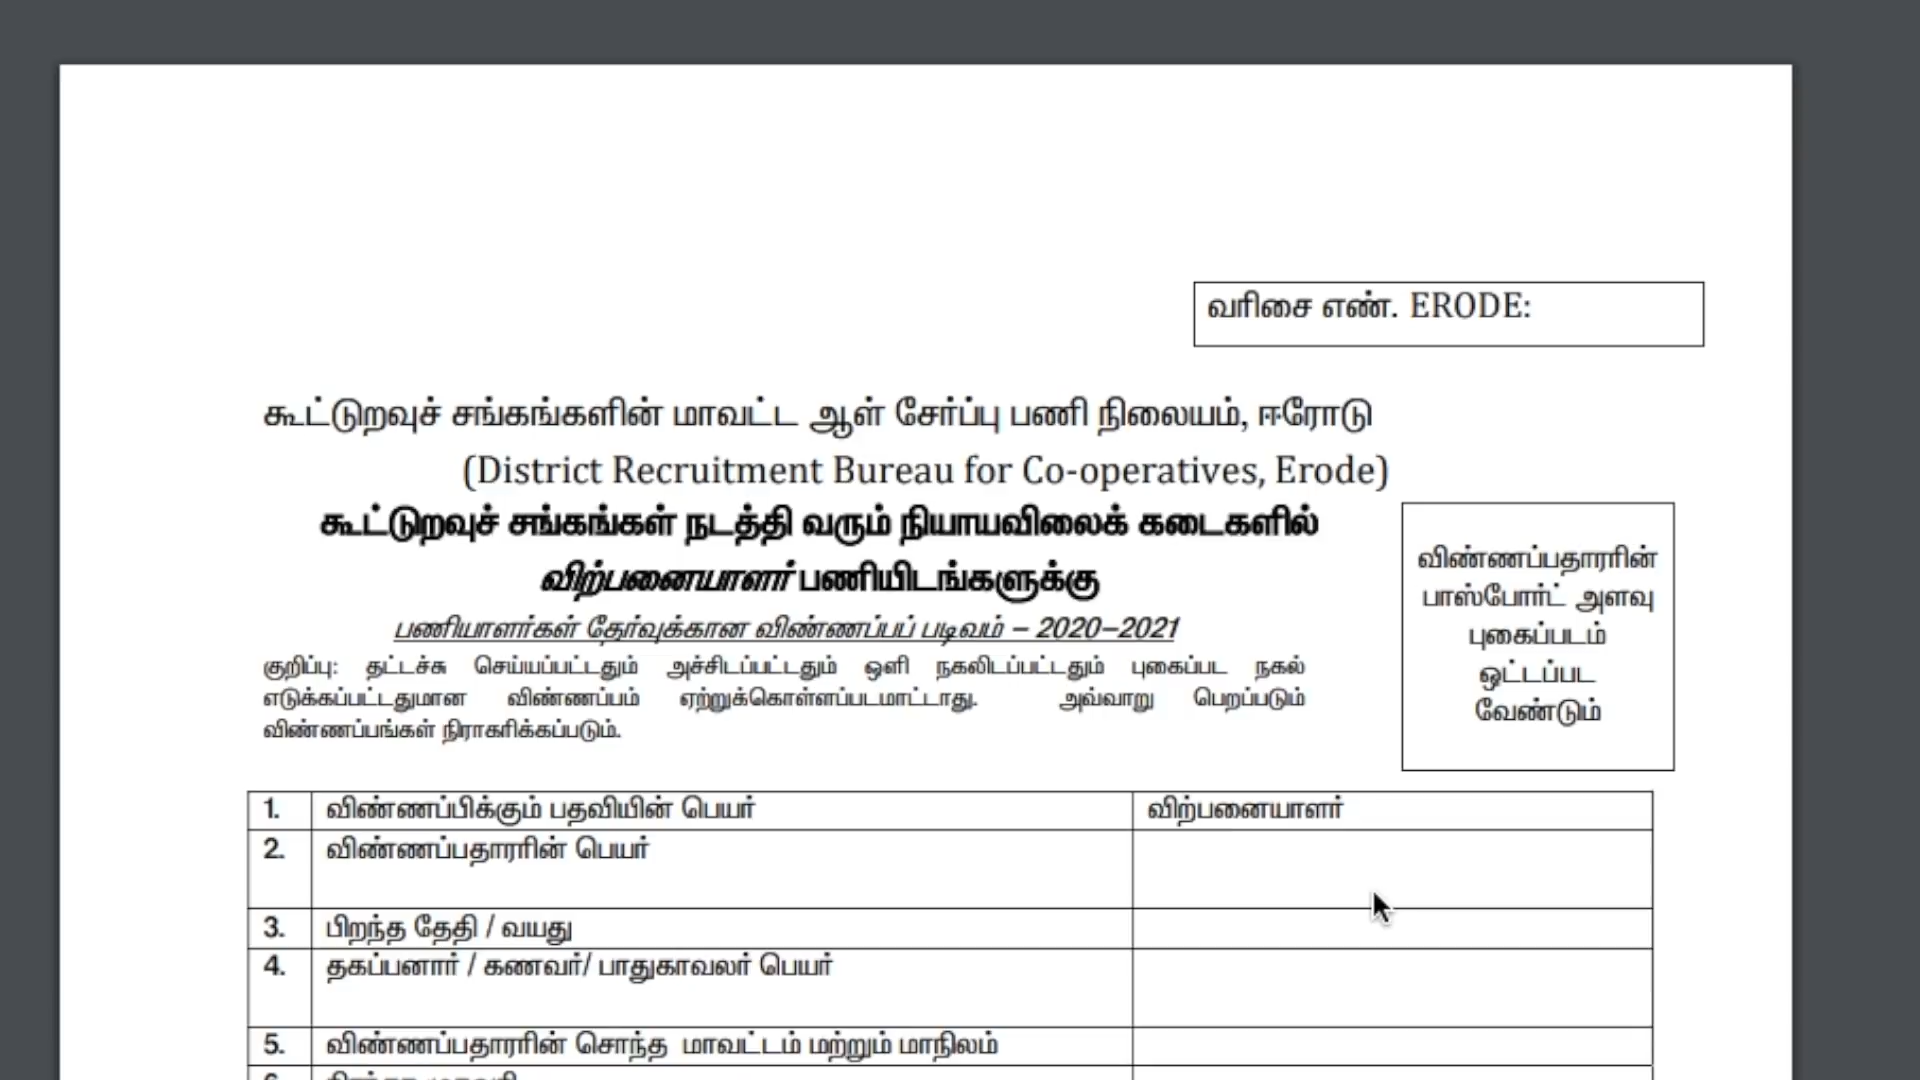 வரிசை எண். ERODE:
கூட்டுறவுச் சங்கங்களின் மாவட்ட ஆள் சேர்ப்பு பணி நிலையம், ஈரோடு
(District Recruitment Bureau for Co-operatives, Erode)
கூட்டுறவுச் சங்கங்கள் நடத்தி வரும் நியாயவிலைக் கடைகளில்
விற்பனையாளர் பணியிடங்களுக்கு
பணியாளர்கள் தேர்வுக்கான விண்ணப்பப் படிவம் – 2020–2021
குறிப்பு: தட்டச்சு செய்யப்பட்டதும் அச்சிடப்பட்டதும் ஒளி நகலிடப்பட்டதும் புகைப்பட நகல்
எடுக்கப்பட்டதுமான விண்ணப்பம் ஏற்றுக்கொள்ளப்படமாட்டாது. அவ்வாறு பெறப்படும்
விண்ணப்பங்கள் நிராகரிக்கப்படும்.
விண்ணப்பதாரரின்
பாஸ்போர்ட் அளவு
புகைப்படம்
ஒட்டப்பட
வேண்டும்
1. விண்ணப்பிக்கும் பதவியின் பெயர் விற்பனையாளர்
2. விண்ணப்பதாரரின் பெயர்
3. பிறந்த தேதி / வயது
4. தகப்பனார் / கணவர்/ பாதுகாவலர் பெயர்
5. விண்ணப்பதாரரின் சொந்த மாவட்டம் மற்றும் மாநிலம்